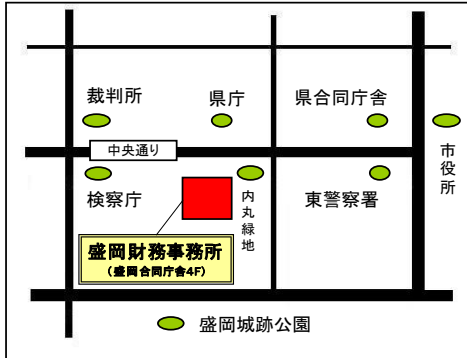 裁判所
県庁
県合同庁舎
中央通り
市役所
検察庁
内丸緑地
東警察署
盛岡財務事務所
(盛岡合同庁舎4F)
盛岡城跡公園